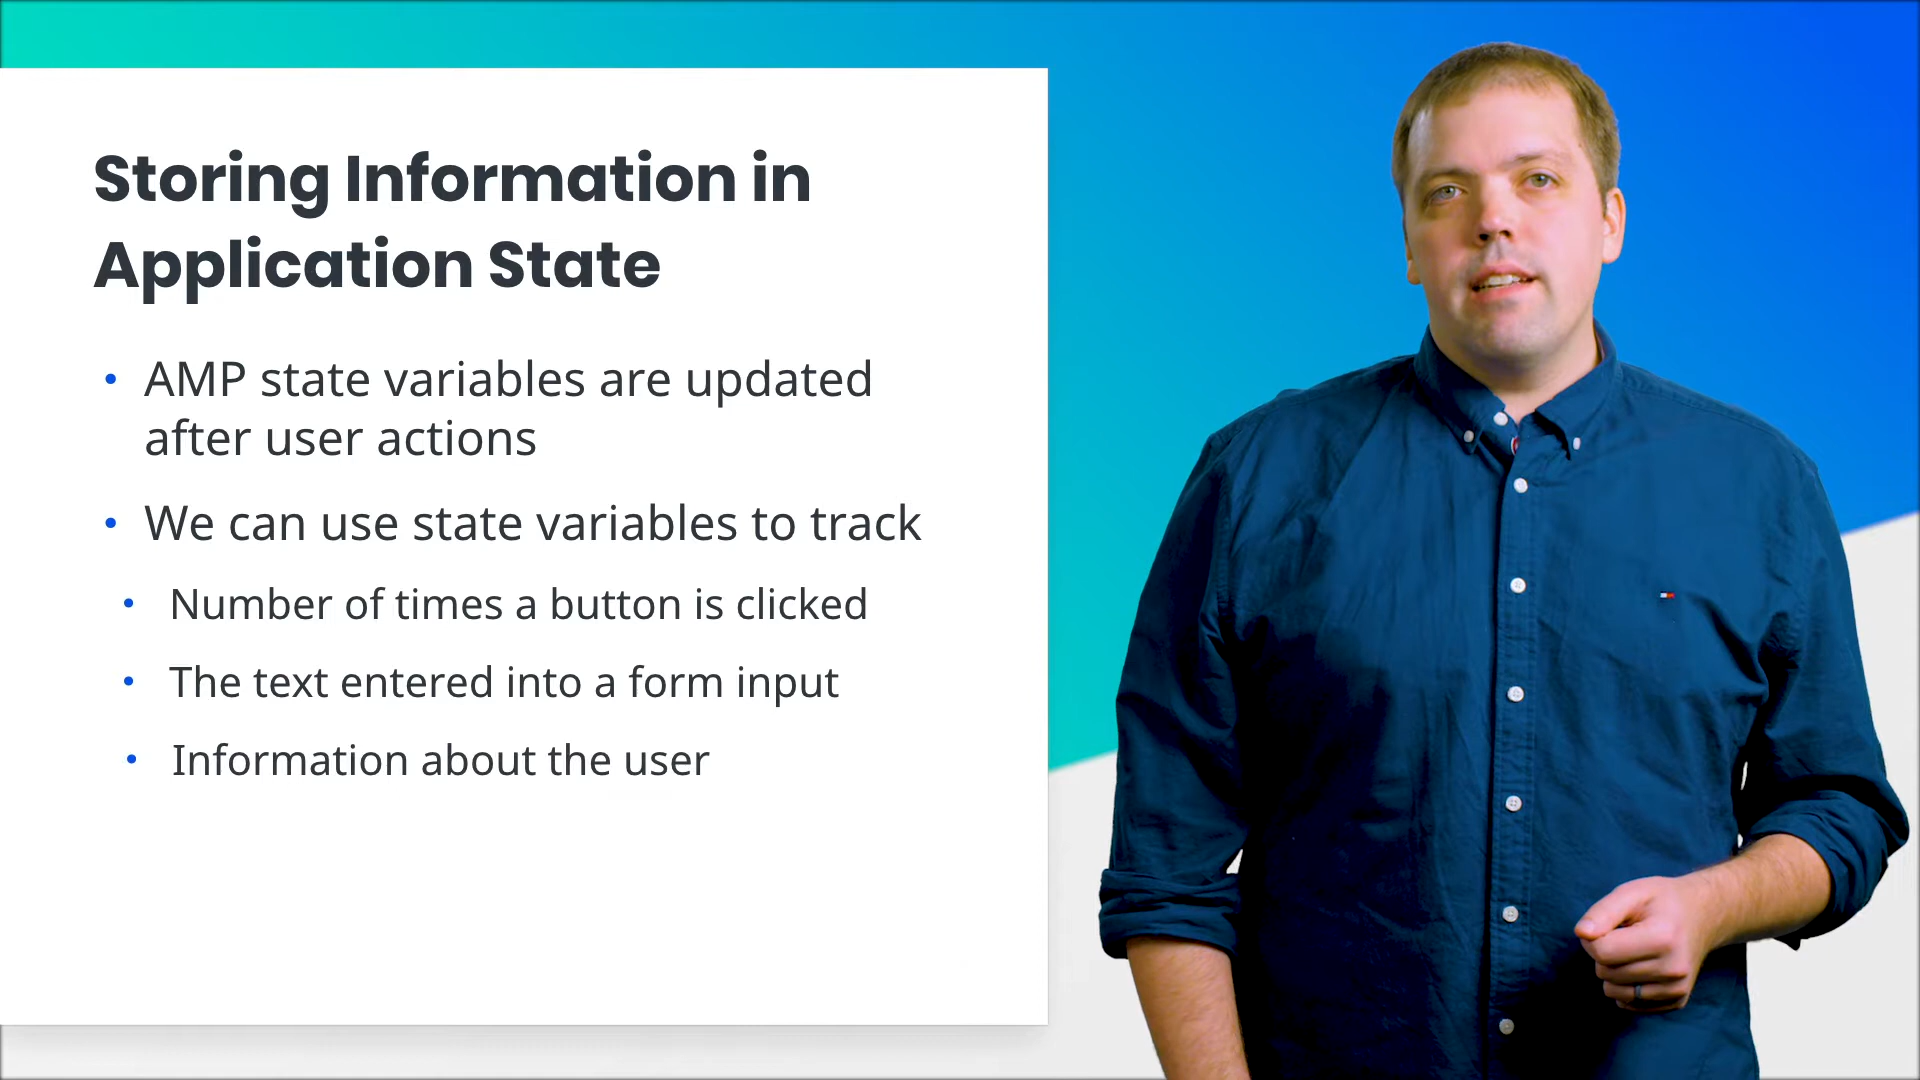 Storing Information in
Application State
• AMP state variables are updated
after user actions
• We can use state variables to track
• Number of times a button is clicked
• The text entered into a form input
• Information about the user